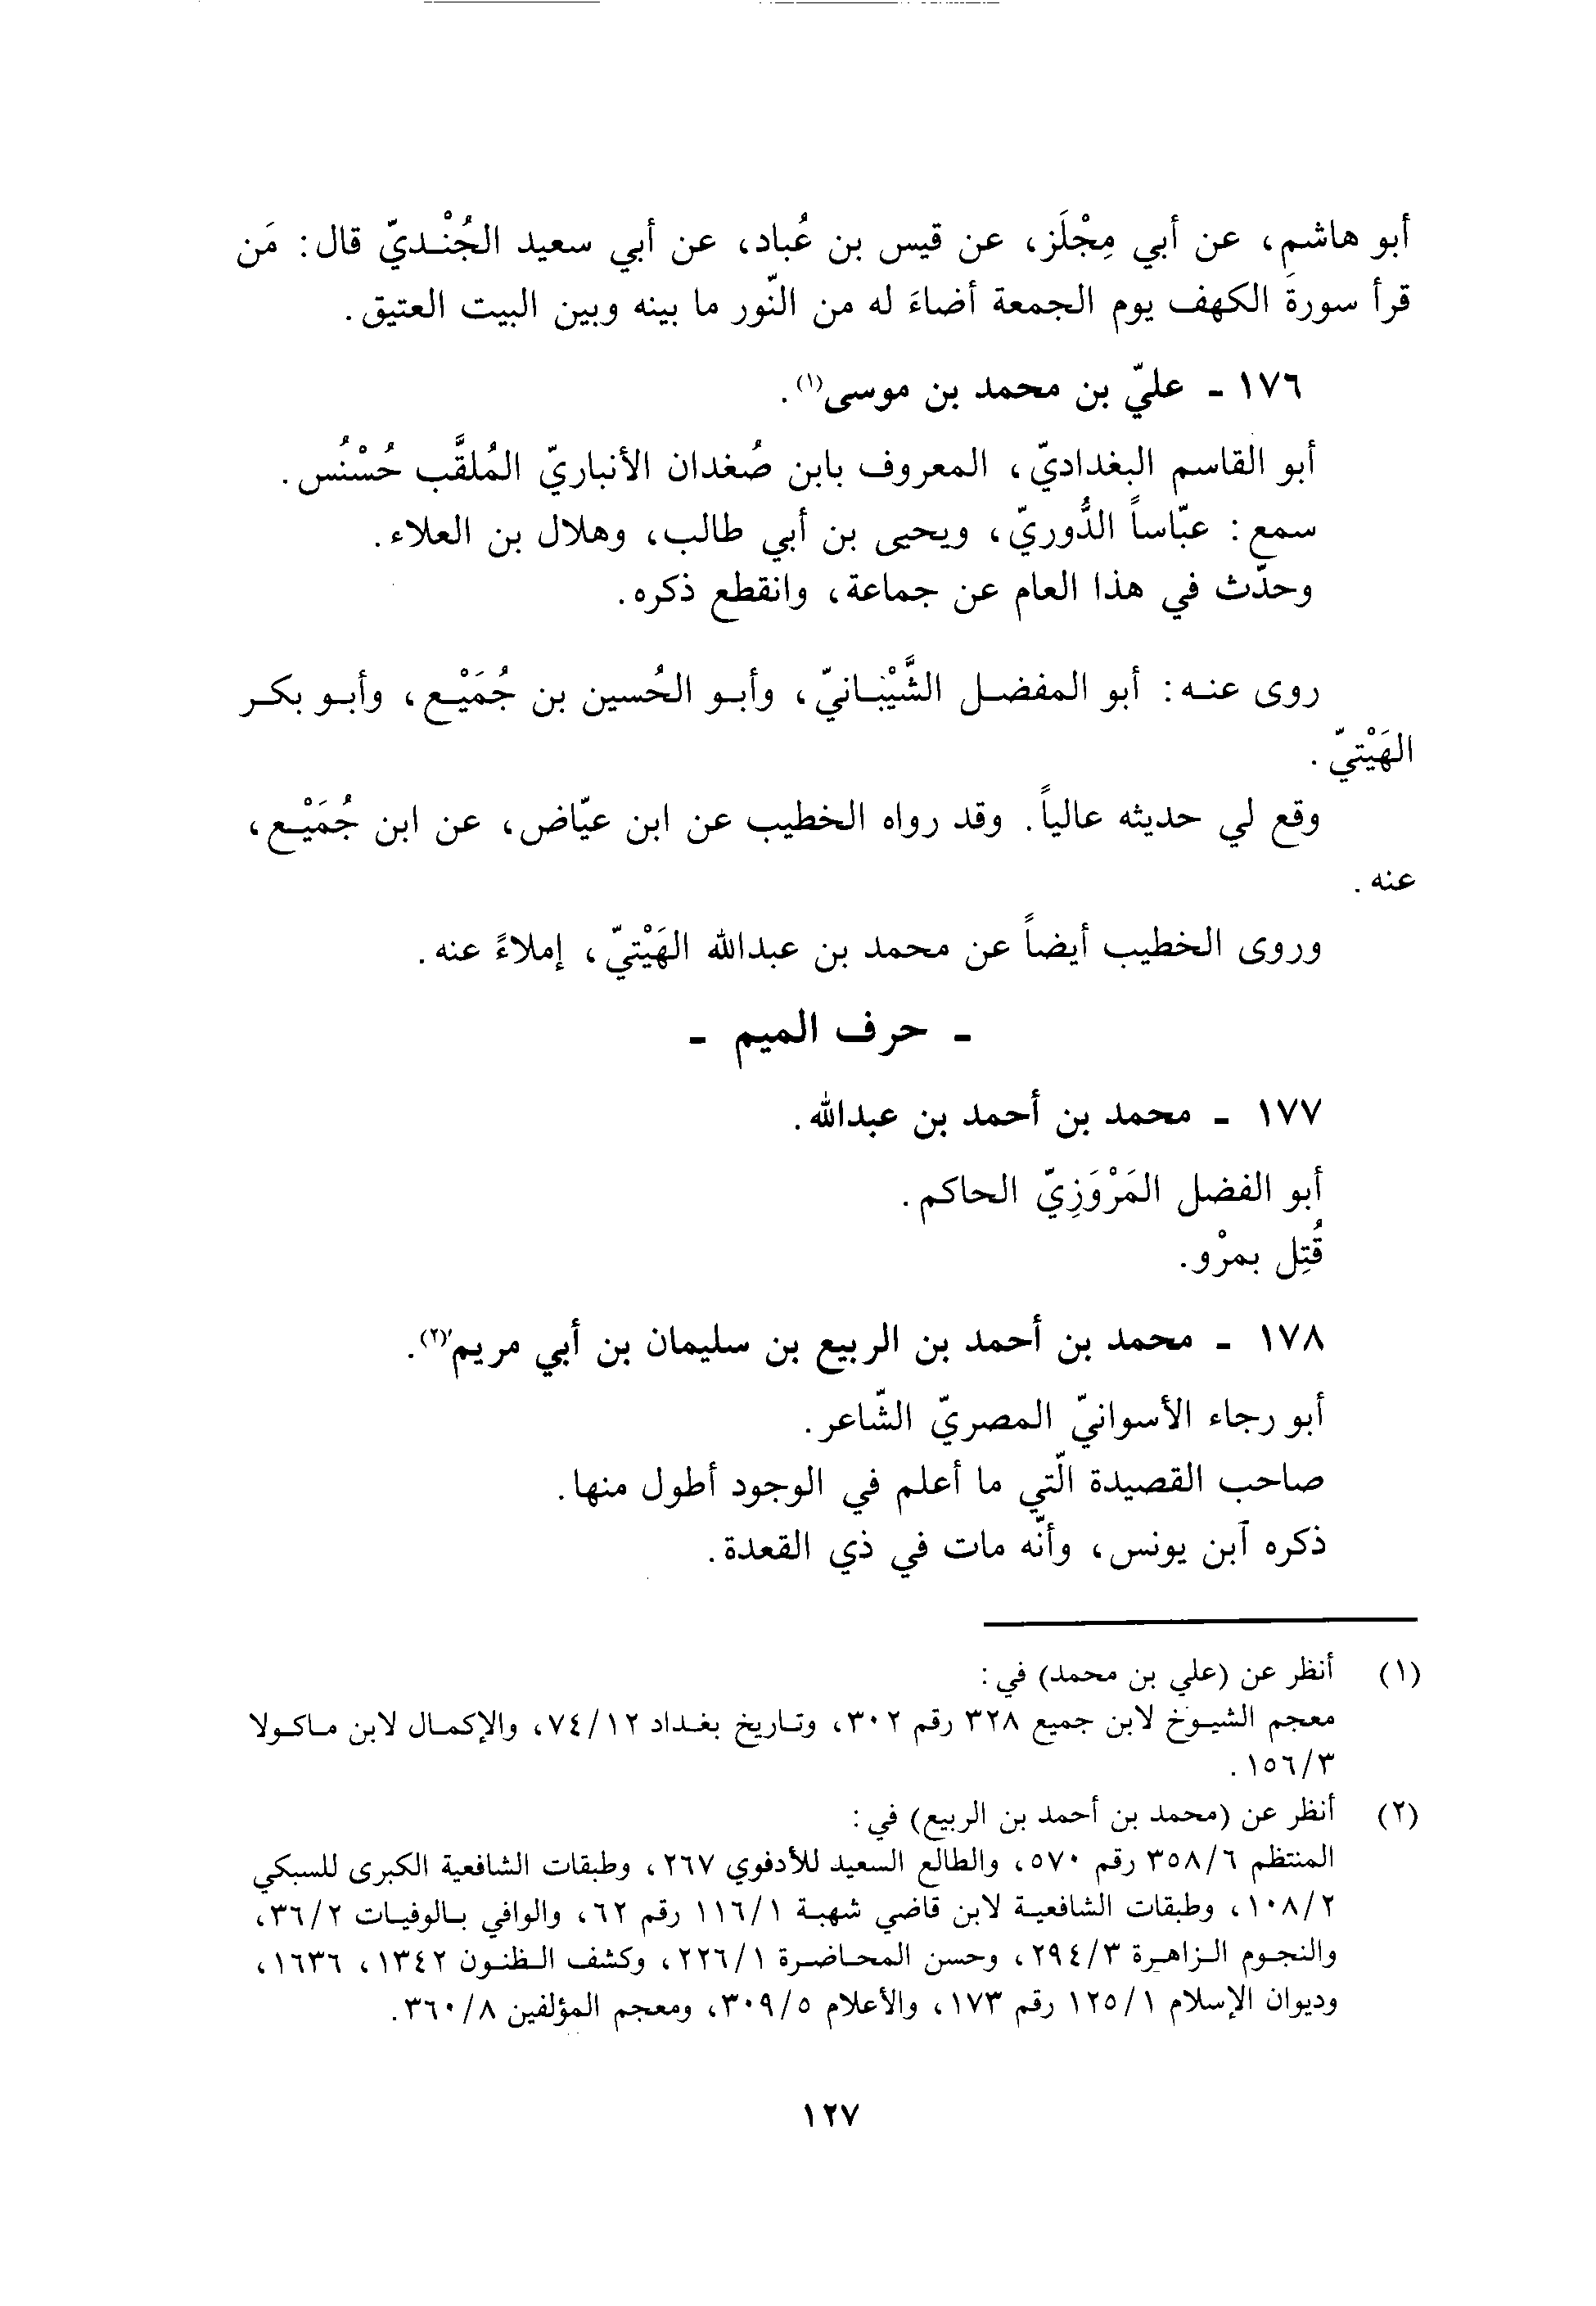 أبو هاشم، عن أبي مِجْلَز، عن قيس بن عُباد، عن أبي سعيد الجُنْـديّ قال: مَن
قرأ سورةَ الكهف يوم الجمعة أضاءَ له من النّور ما بينه وبين البيت العتيق.
١٧٦ - عليّ بن محمد بن موسى(١).
أبو القاسم البغداديّ، المعروف بابن صُغدان الأنباريّ المُلقَّب حُسْنُس.
سمع: عبّاساً الدُّوريّ، ويحيى بن أبي طالب، وهلال بن العلاء.
وحدّث في هذا العام عن جماعة، وانقطع ذكره.
روى عنـه: أبو المفضـل الشَّيْبـانيّ، وأبـو الحُسين بن جُمَيْـع، وأبـو بكـر
الهَيْتيّ.
وقع لي حديثه عالياً. وقد رواه الخطيب عن ابن عيّاض، عن ابن جُمَيْـع،
عنه.
وروى الخطيب أيضاً عن محمد بن عبدالله الهَيْتيّ، إملاءً عنه.
- حرف الميم -
١٧٧ - محمد بن أحمد بن عبدالله.
أبو الفضل المَرْوَزِيّ الحاكم.
قُتِل بمرْو.
١٧٨ - محمد بن أحمد بن الربيع بن سليمان بن أبي مريم(٢).
أبو رجاء الأسوانيّ المصريّ الشّاعر.
صاحب القصيدة الّتي ما أعلم في الوجود أطول منها.
ذكره آبن يونس، وأنّه مات في ذي القعدة.
(١) أنظر عن (علي بن محمد) في:
معجم الشيـوخ لابن جميع ٣٢٨ رقم ٣٠٢، وتـاريخ بغـداد ٧٤/١٢، والإكمـال لابن مـاكـولا
١٥٦/٣.
(٢) أنظر عن (محمد بن أحمد بن الربيع) في:
المنتظم ٣٥٨/٦ رقم ٥٧٠، والطالع السعيد للأدفوي ٢٦٧، وطبقات الشافعية الكبرى للسبكي
١٠٨/٢، وطبقات الشافعيـة لابن قاضي شهبـة ١١٦/١ رقم ٦٢، والوافي بـالوفيـات ٣٦/٢،
والنجـوم الـزاهـرة ٢٩٤/٣، وحسن المحـاضـرة ٢٢٦/١، وكشف الـظنـون ١٣٤٢، ١٦٣٦،
وديوان الإسلام ١٢٥/١ رقم ١٧٣، والأعلام ٣٠٩/٥، ومعجم المؤلفين ٣٦٠/٨.
١٢٧